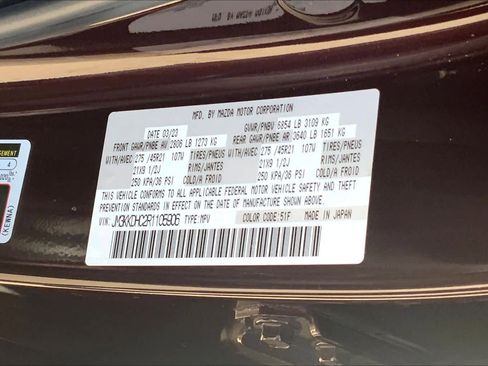 MFD. BY MAZDA MOTOR CORPORATION
DATE 03/23 GVWR/PNBV 6854 LB 3109 KG
FRONT GAWR/PNBE AV 2806 LB 1273 KG REAR GAWR/PNBE AR 3640 LB 1651 KG
WITH/AVEC 275 /45R21 107W TIRES/PNEUS WITH/AVEC 275 /45R21 107W TIRES/PNEUS
21X9 1/2J RIMS/JANTES 21X9 1/2J RIMS/JANTES
250 KPA/36 PSI COLD/A FROID 250 KPA/36 PSI COLD/A FROID
THIS VEHICLE CONFORMS TO ALL APPLICABLE FEDERAL MOTOR VEHICLE SAFETY AND THEFT
PREVENTION STANDARDS IN EFFECT ON THE DATE OF MANUFACTURE SHOWN ABOVE.
VIN: JM3KKDHC2R1105906 TYPE: MPV COLOR CODE: 51F MADE IN JAPAN
4
(KEWNA)